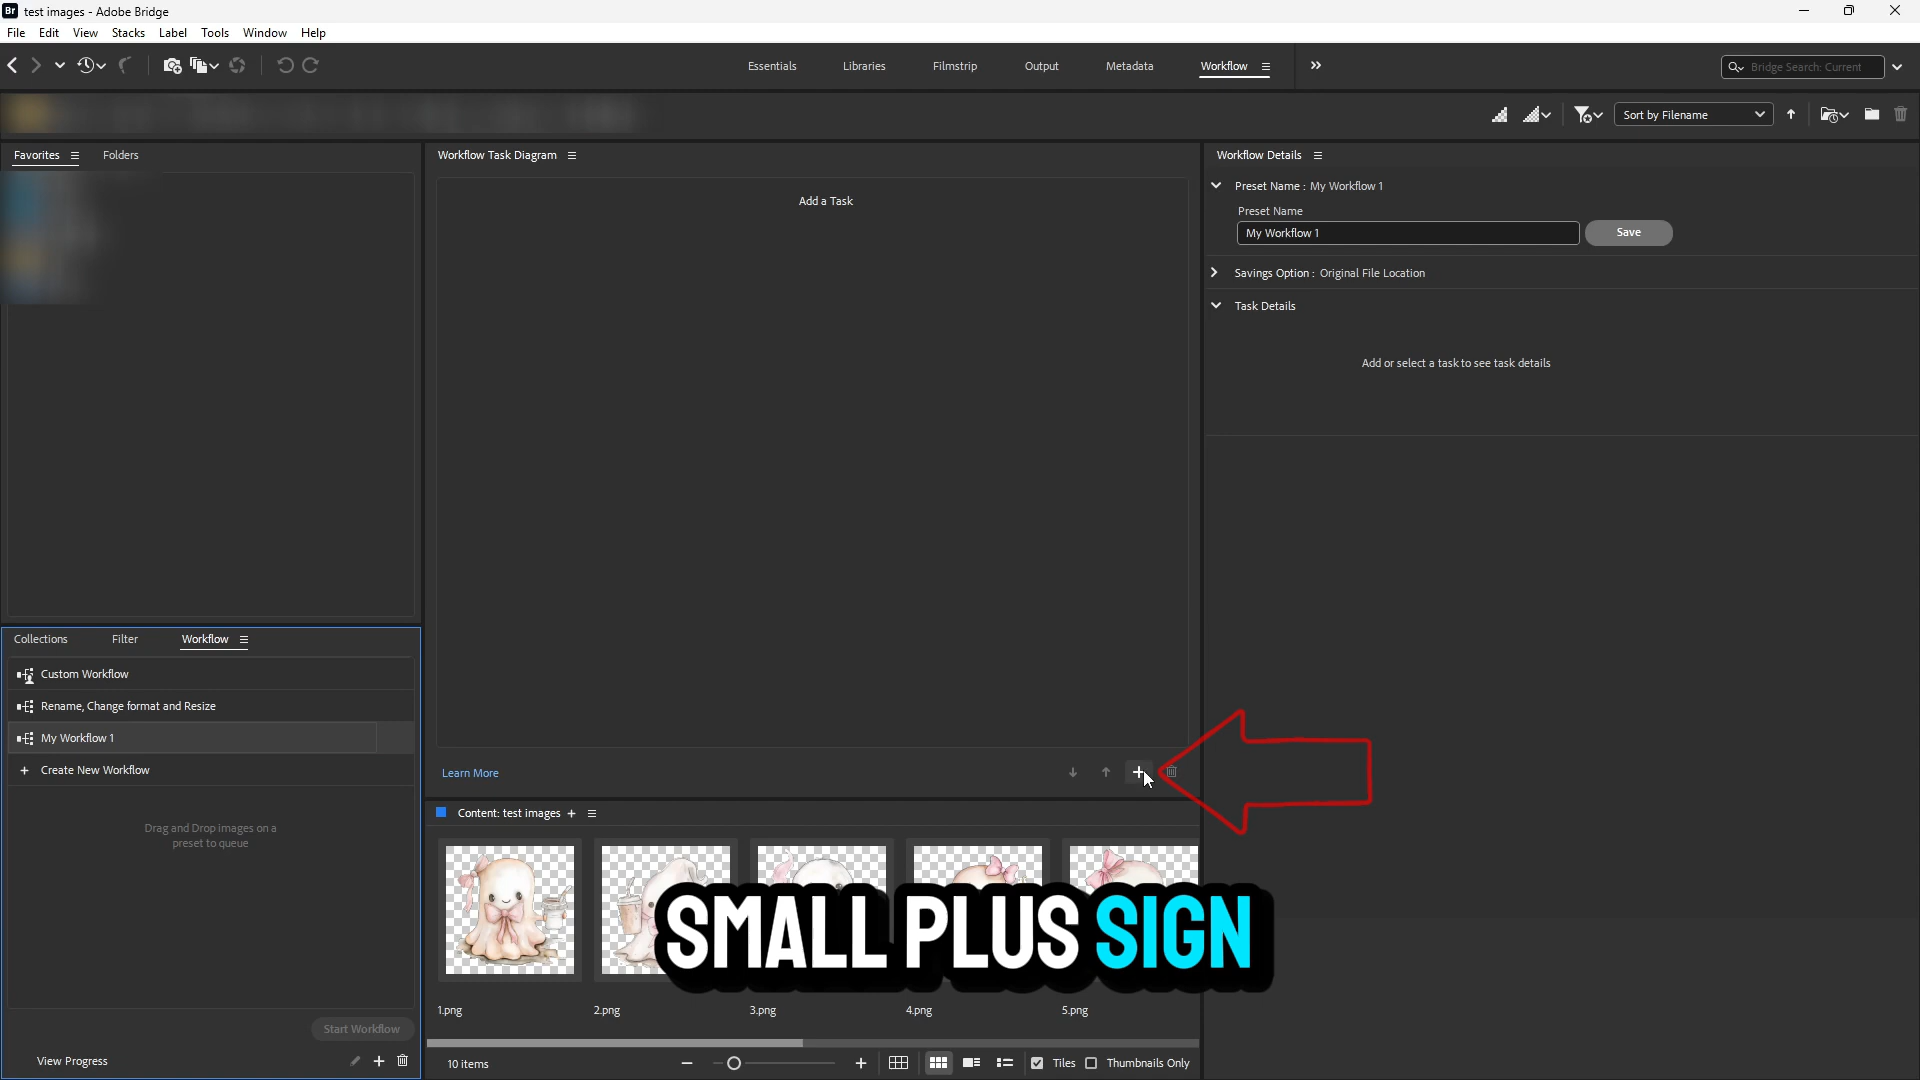 Br test images - Adobe Bridge
File Edit View Stacks Label Tools Window Help
Essentials Libraries Filmstrip Output Metadata Workflow
Bridge Search: Current
Sort by Filename
Favorites Folders
Workflow Task Diagram
Add a Task
Workflow Details
Preset Name : My Workflow 1
Preset Name
My Workflow 1 Save
Savings Option : Original File Location
Task Details
Add or select a task to see task details
Collections Filter Workflow
Custom Workflow
Rename, Change format and Resize
My Workflow 1
+ Create New Workflow
Drag and Drop images on a
preset to queue
Start Workflow
View Progress
Learn More
Content: test images +
SMALL PLUS SIGN
1.png 2.png 3.png 4.png 5.png
10 items
Tiles Thumbnails Only